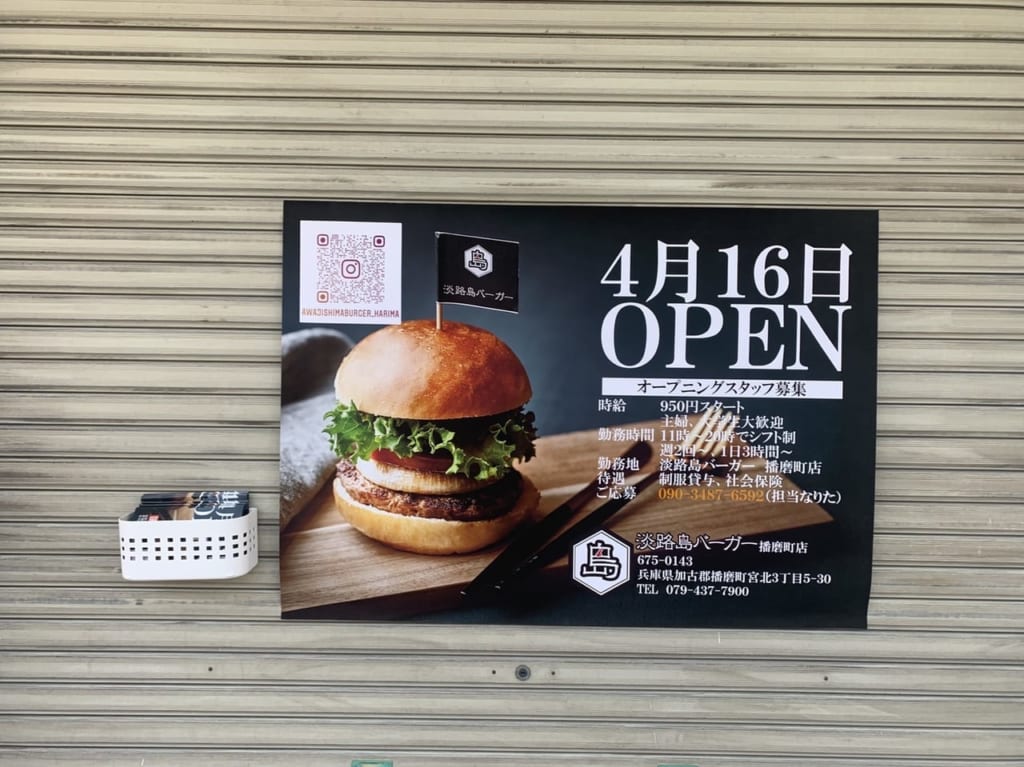 AWAJISHIMABURGER_HARIMA
島
淡路島バーガー
4月16日
OPEN
オープニングスタッフ募集
時給 950円スタート
主婦、大学生大歓迎
勤務時間 11時～20時でシフト制
週2回～/1日3時間～
勤務地 淡路島バーガー 播磨町店
待遇 制服貸与、社会保険
ご応募 090-3487-6592(担当なりた)
島
淡路島バーガー播磨町店
675-0143
兵庫県加古郡播磨町宮北3丁目5-30
TEL 079-437-7900